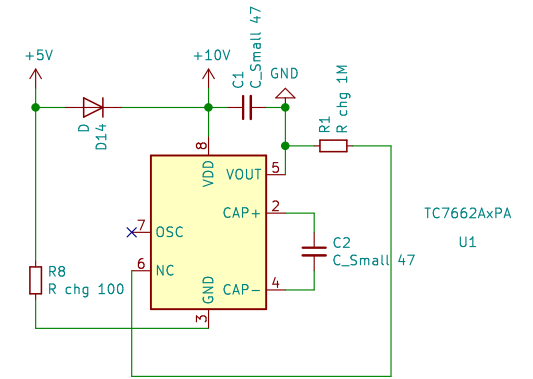 +5V
+10V
C1
C_Small 47
GND
R1
R chg 1M
D
D14
8
VDD
VOUT
5
CAP+
2
7
OSC
6
NC
C2
C_Small 47
TC7662AxPA
U1
R8
R chg 100
GND
3
CAP-
4